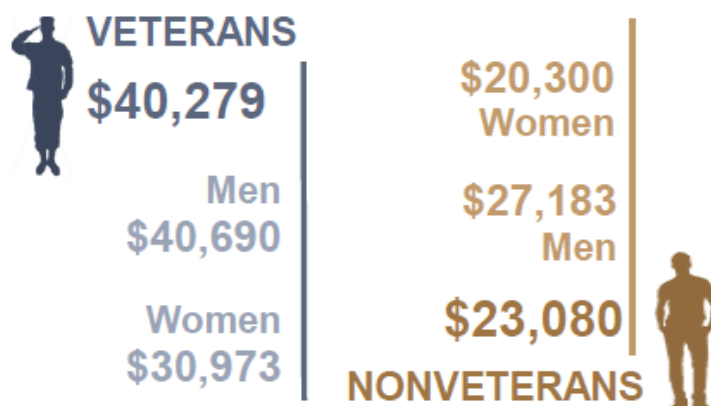 VETERANS
$40,279
Men
$40,690
Women
$30,973
$20,300
Women
$27,183
Men
$23,080
NONVETERANS